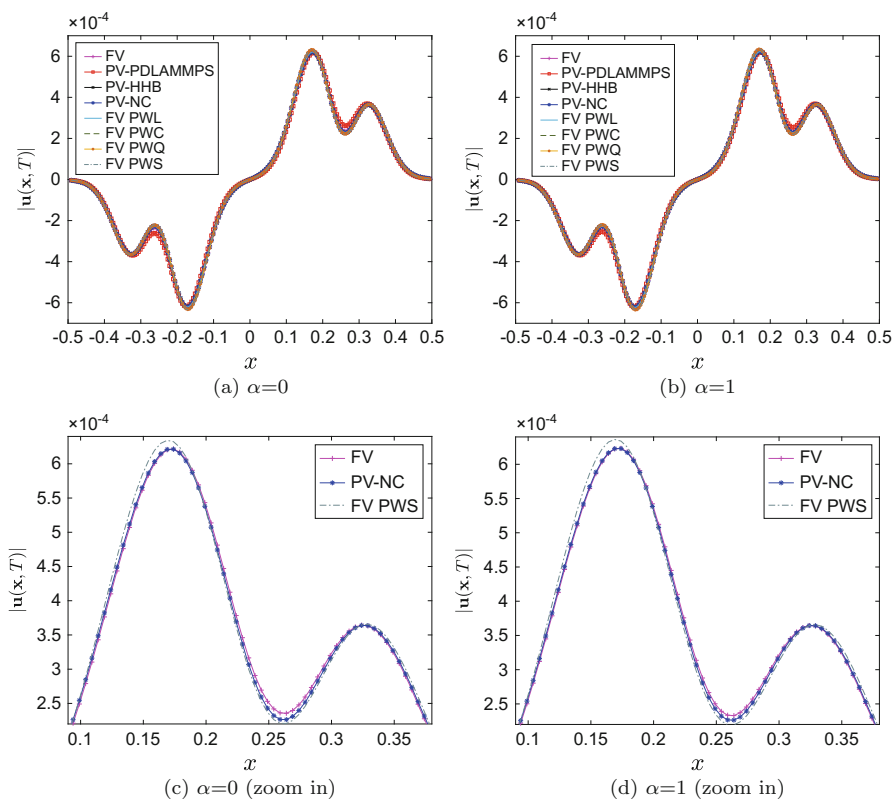 ×10-4
6
4
2
0
-2
-4
-6
|u(x, T)|
FV
PV-PDLAMMPS
PV-HHB
PV-NC
FV PWL
FV PWC
FV PWQ
FV PWS
-0.5 -0.4 -0.3 -0.2 -0.1 0 0.1 0.2 0.3 0.4 0.5
x
(a) α=0
×10-4
6
4
2
0
-2
-4
-6
|u(x, T)|
FV
PV-PDLAMMPS
PV-HHB
PV-NC
FV PWL
FV PWC
FV PWQ
FV PWS
-0.5 -0.4 -0.3 -0.2 -0.1 0 0.1 0.2 0.3 0.4 0.5
x
(b) α=1
×10-4
6
5.5
5
4.5
4
3.5
3
2.5
|u(x, T)|
FV
PV-NC
FV PWS
0.1 0.15 0.2 0.25 0.3 0.35
x
(c) α=0 (zoom in)
×10-4
6
5.5
5
4.5
4
3.5
3
2.5
|u(x, T)|
FV
PV-NC
FV PWS
0.1 0.15 0.2 0.25 0.3 0.35
x
(d) α=1 (zoom in)